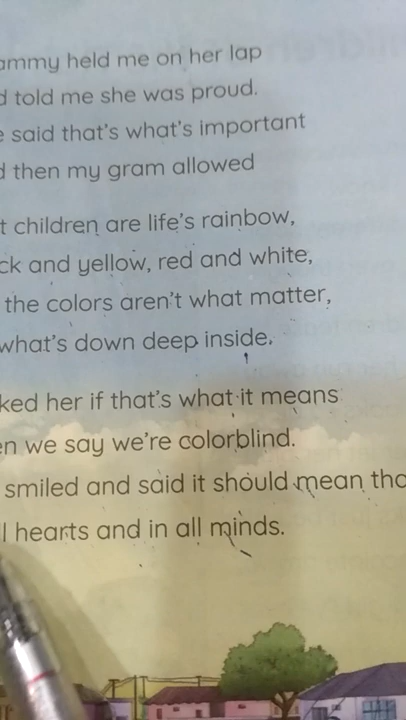 ammy held me on her lap
d told me she was proud.
e said that's what's important
d then my gram allowed
t children are life's rainbow,
ck and yellow, red and white,
the colors aren't what matter,
what's down deep inside.
ked her if that's what it means
en we say we're colorblind.
smiled and said it should mean tha
l hearts and in all minds.